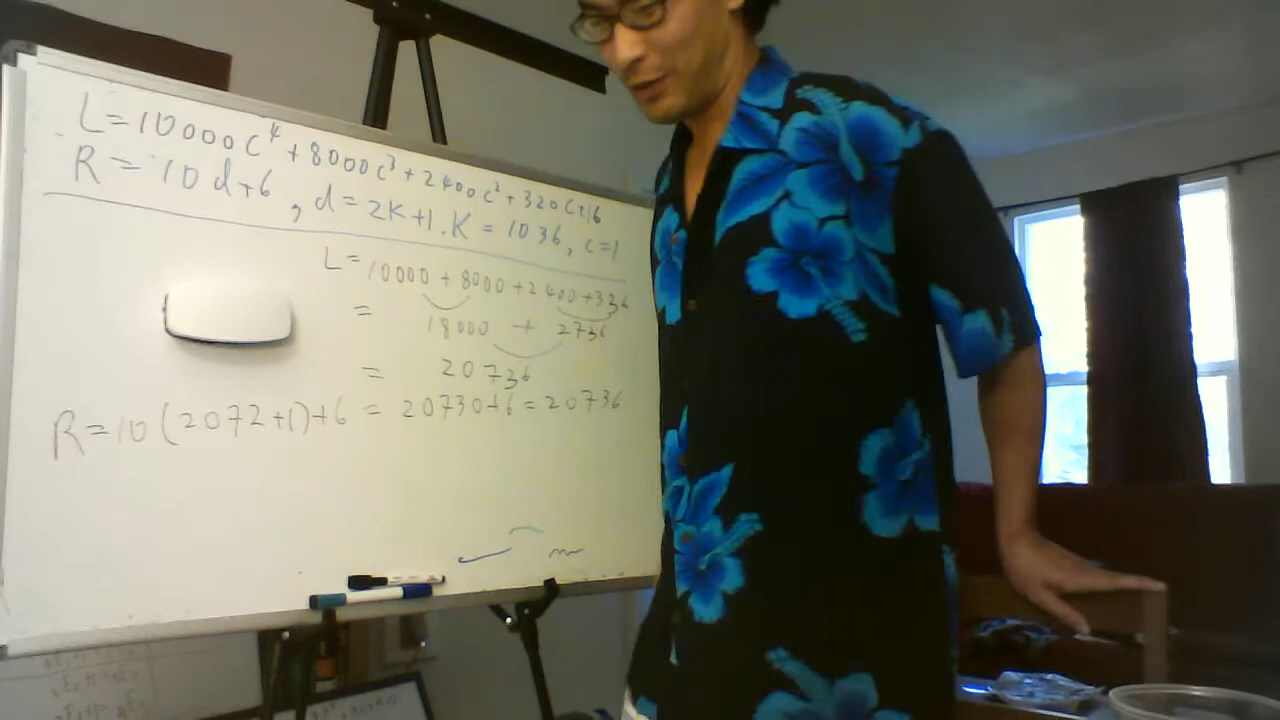 L=10000c⁴+8000c³+2400c²+320c+16
R=10d+6, d=2K+1. K=1036, c=1
L=10000+8000+2400+336
= 18000 + 2736
= 20736
R=10(2072+1)+6 = 20730+6=20736